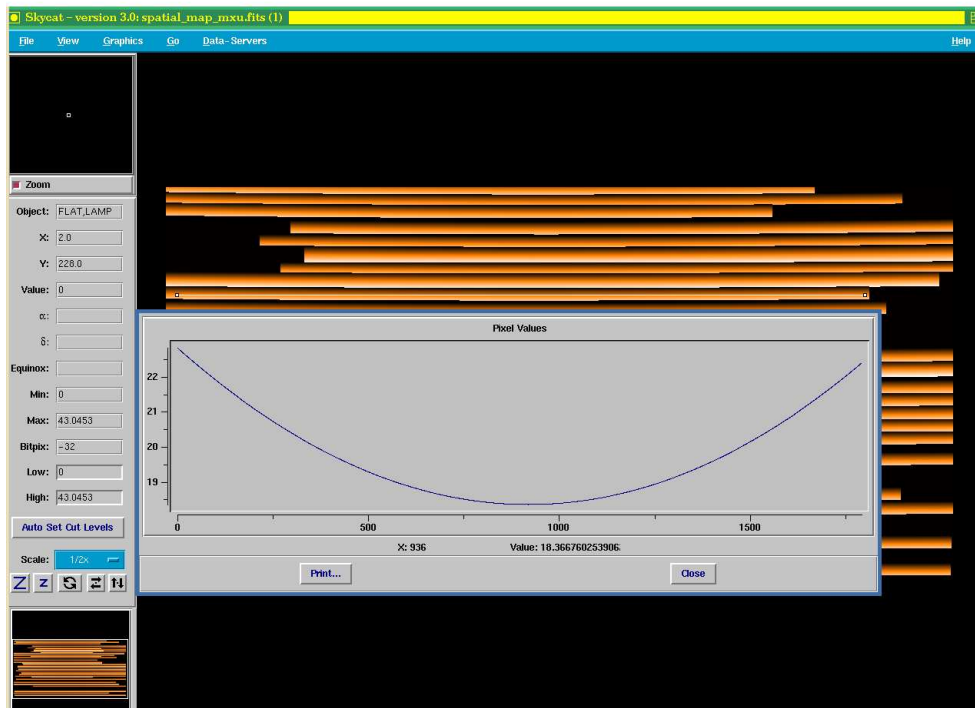 Skycat - version 3.0: spatial_map_mxu.fits (1)
File View Graphics Go Data-Servers Help
Zoom
Object: FLAT,LAMP
X: 2.0
Y: 228.0
Value: 0
α:
δ:
Equinox:
Min: 0
Max: 43.0453
Bitpix: -32
Low: 0
High: 43.0453
Auto Set Cut Levels
Scale: 1/2x
Z z
Pixel Values
22
21
20
19
0 500 1000 1500
X: 936 Value: 18.366760253906
Print... Close